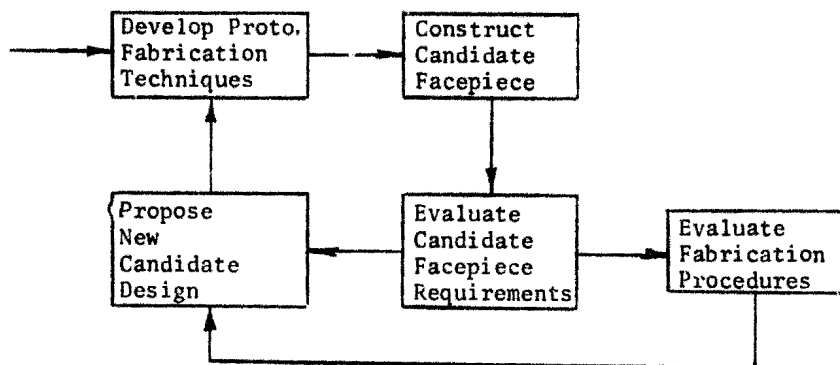 Develop Proto.
Fabrication
Techniques
Construct
Candidate
Facepiece
Propose
New
Candidate
Design
Evaluate
Candidate
Facepiece
Requirements
Evaluate
Fabrication
Procedures